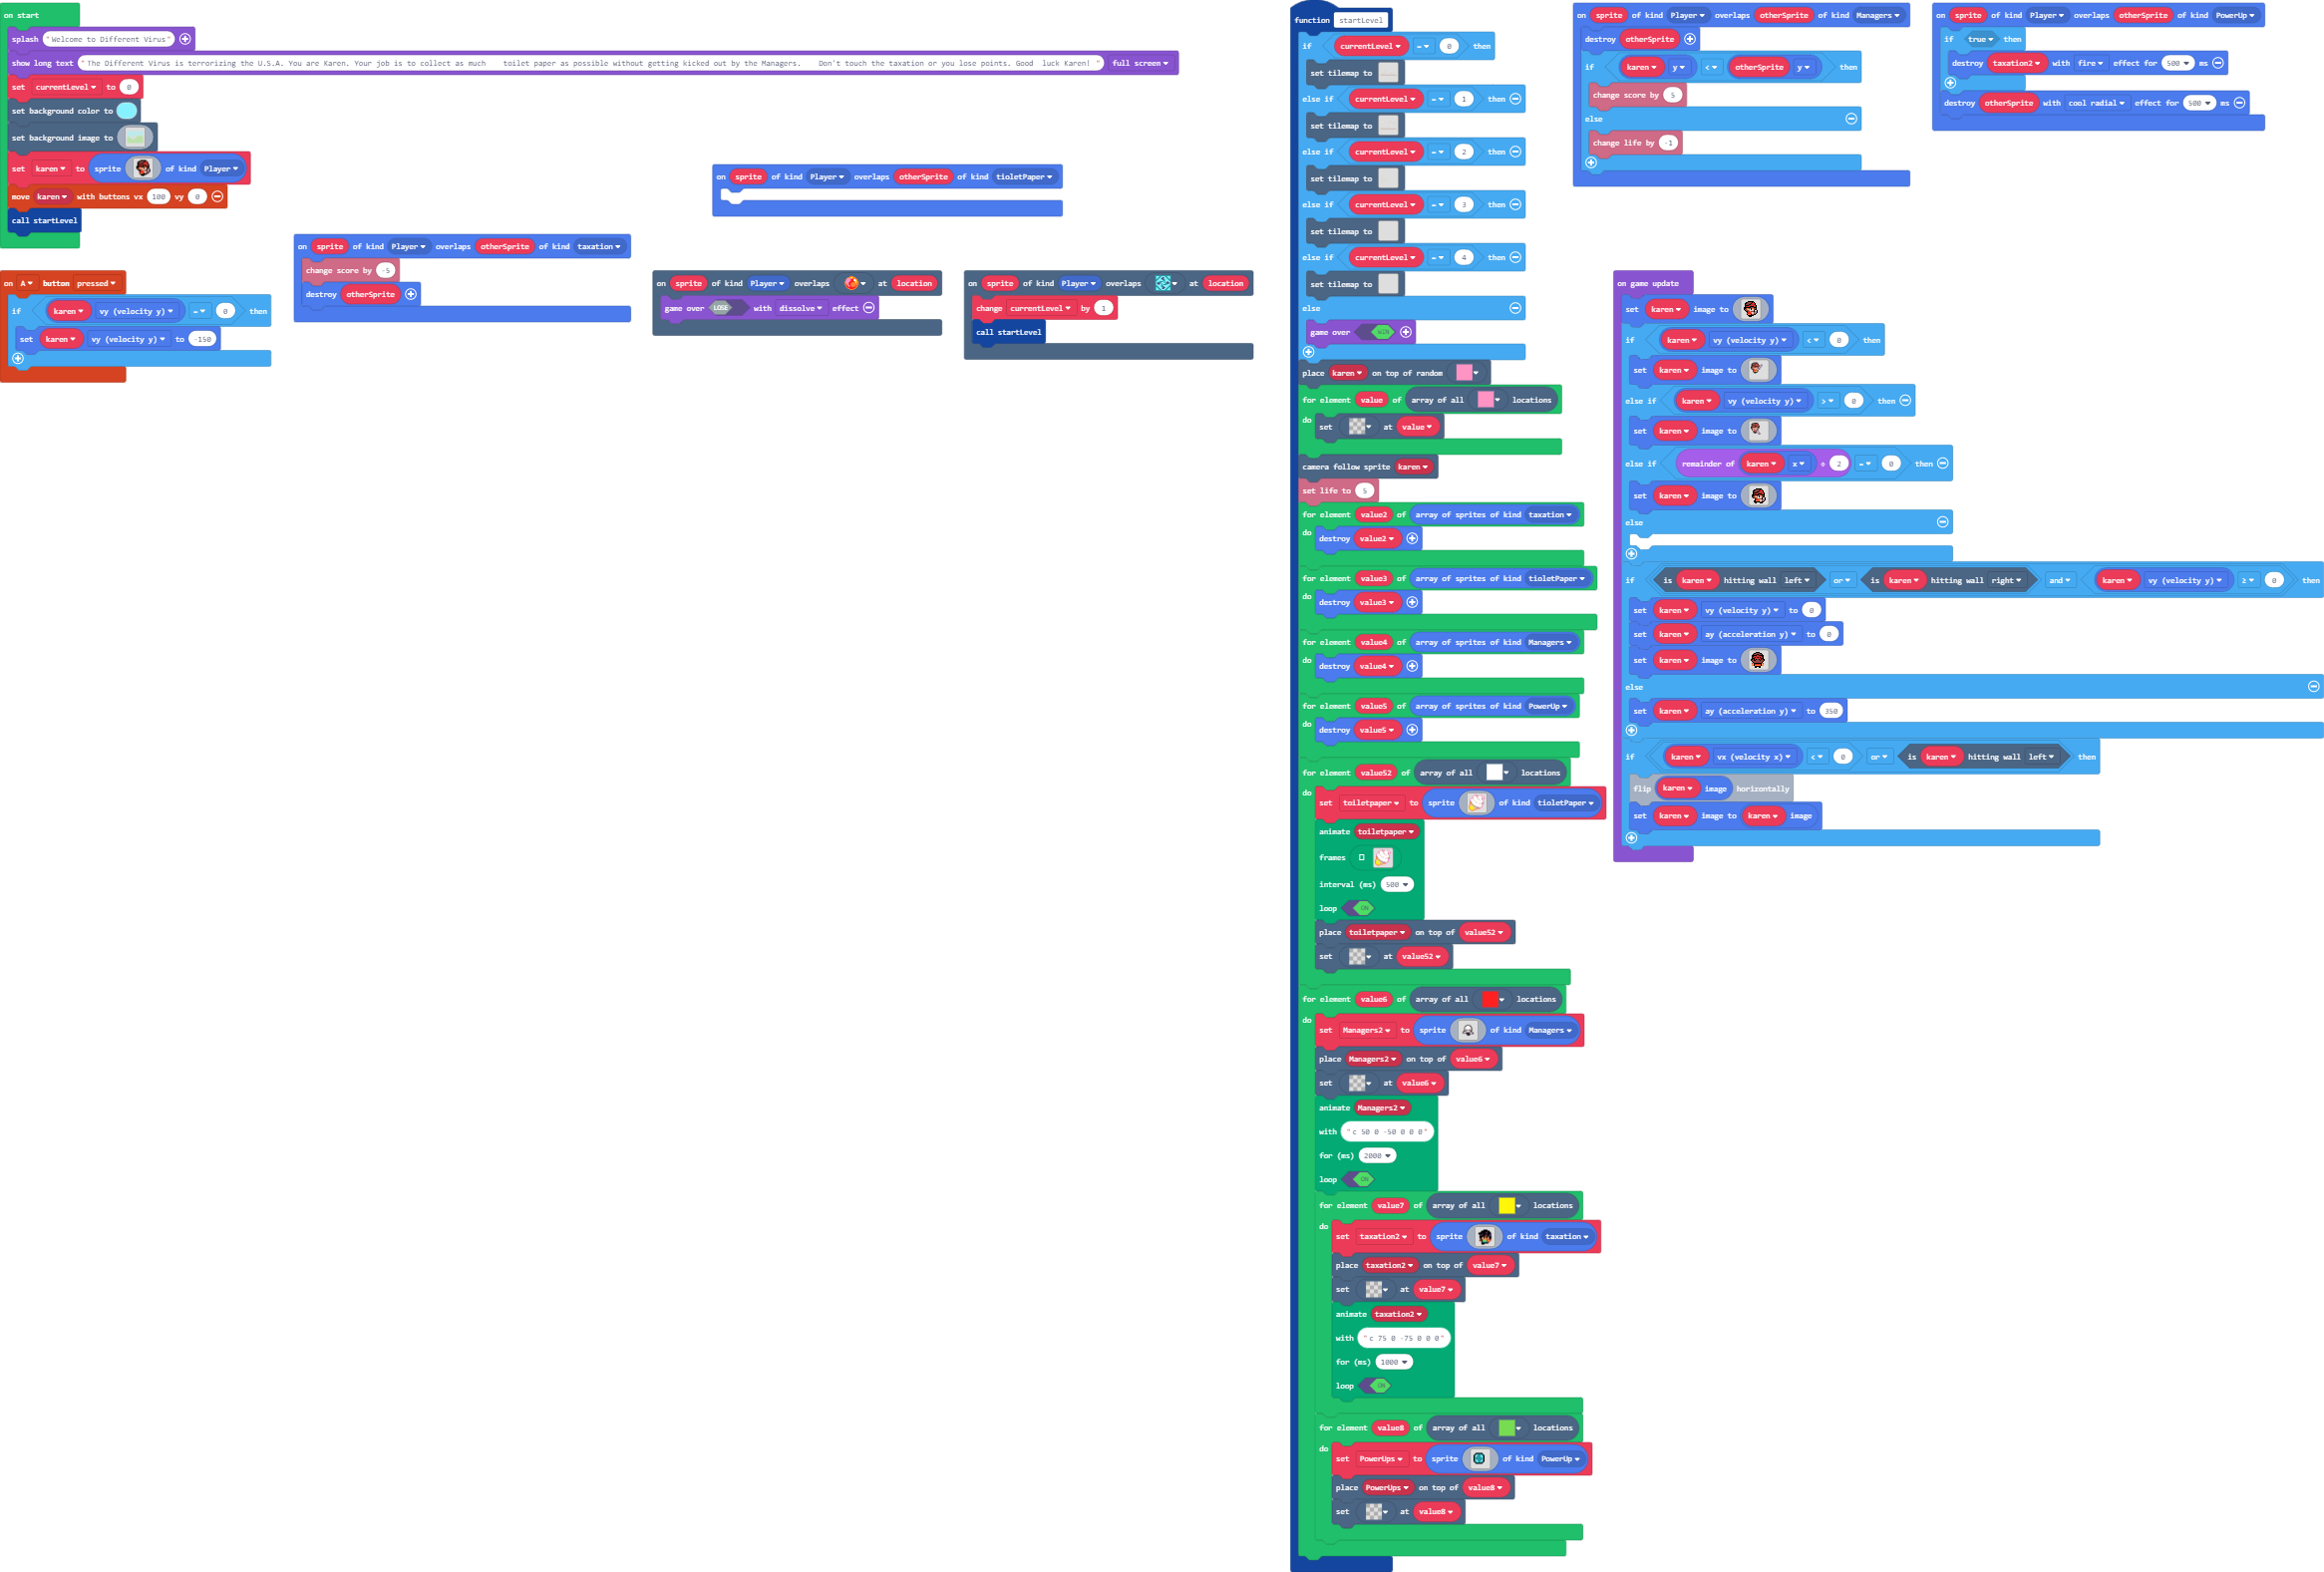 on start
splash "Welcome to Different Virus"
show long text "The Different Virus is terrorizing the U.S.A. You are Karen. Your job is to collect as much toilet paper as possible without getting kicked out by the Managers. Don't touch the taxation or you lose points. Good luck Karen! " full screen
set currentLevel to 0
set background color to
set background image to
set karen to sprite of kind Player
move karen with buttons vx 100 vy 0
call startLevel
on A button pressed
if karen vy (velocity y) = 0 then
set karen vy (velocity y) to -150
on sprite of kind Player overlaps otherSprite of kind taxation
change score by -5
destroy otherSprite
on sprite of kind Player overlaps otherSprite of kind tioletPaper
on sprite of kind Player overlaps at location
game over LOSE with dissolve effect
on sprite of kind Player overlaps at location
change currentLevel by 1
call startLevel
function startLevel
if currentLevel = 0 then
set tilemap to
else if currentLevel = 1 then
set tilemap to
else if currentLevel = 2 then
set tilemap to
else if currentLevel = 3 then
set tilemap to
else if currentLevel = 4 then
set tilemap to
else
game over WIN
place karen on top of random
for element value of array of all locations
do set at value
camera follow sprite karen
set life to 5
for element value2 of array of sprites of kind taxation
do destroy value2
for element value3 of array of sprites of kind tioletPaper
do destroy value3
for element value4 of array of sprites of kind Managers
do destroy value4
for element value5 of array of sprites of kind PowerUp
do destroy value5
for element value52 of array of all locations
do set toiletpaper to sprite of kind tioletPaper
animate toiletpaper
frames
interval (ms) 500
loop ON
place toiletpaper on top of value52
set at value52
for element value6 of array of all locations
do set Managers2 to sprite of kind Managers
place Managers2 on top of value6
set at value6
animate Managers2
with "c 50 0 -50 0 0 0"
for (ms) 2000
loop ON
for element value7 of array of all locations
do set taxation2 to sprite of kind taxation
place taxation2 on top of value7
set at value7
animate taxation2
with "c 75 0 -75 0 0 0"
for (ms) 1000
loop ON
for element value8 of array of all locations
do set PowerUps to sprite of kind PowerUp
place PowerUps on top of value8
set at value8
on sprite of kind Player overlaps otherSprite of kind Managers
destroy otherSprite
if karen y < otherSprite y then
change score by 5
else
change life by -1
on sprite of kind Player overlaps otherSprite of kind PowerUp
if true then
destroy taxation2 with fire effect for 500 ms
destroy otherSprite with cool radial effect for 500 ms
on game update
set karen image to
if karen vy (velocity y) < 0 then
set karen image to
else if karen vy (velocity y) > 0 then
set karen image to
else if remainder of karen x ÷ 2 = 0 then
set karen image to
else
if is karen hitting wall left or is karen hitting wall right and karen vy (velocity y) ≥ 0 then
set karen vy (velocity y) to 0
set karen ay (acceleration y) to 0
set karen image to
else
set karen ay (acceleration y) to 350
if karen vx (velocity x) < 0 or is karen hitting wall left then
flip karen image horizontally
set karen image to karen image